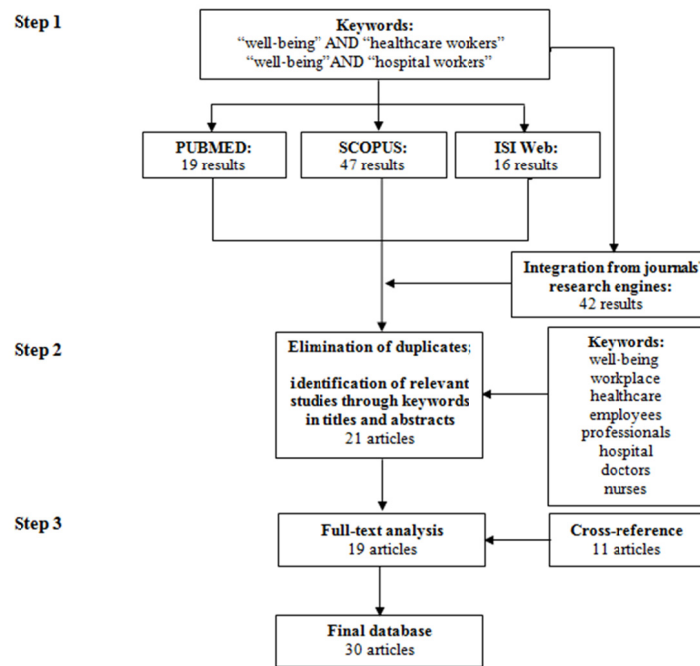 Step 1
Keywords:
“well-being” AND “healthcare workers”
“well-being”AND “hospital workers”
PUBMED:
19 results
SCOPUS:
47 results
ISI Web:
16 results
Integration from journals’
research engines:
42 results
Step 2
Elimination of duplicates;
identification of relevant
studies through keywords
in titles and abstracts
21 articles
Keywords:
well-being
workplace
healthcare
employees
professionals
hospital
doctors
nurses
Step 3
Full-text analysis
19 articles
Cross-reference
11 articles
Final database
30 articles